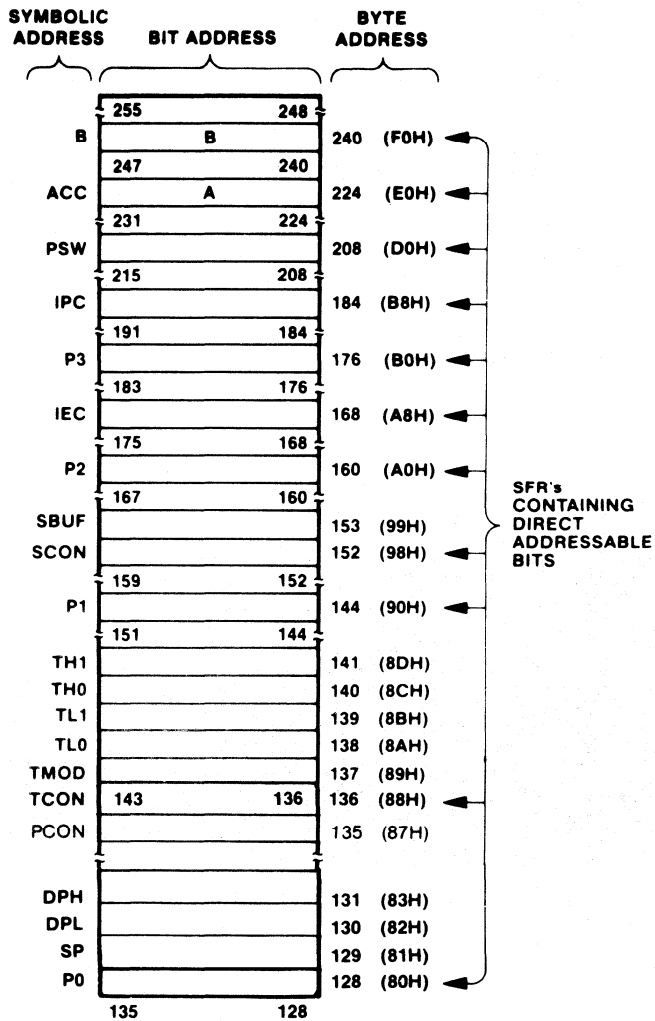 SYMBOLIC ADDRESS BIT ADDRESS BYTE ADDRESS
255 248
B B 240 (F0H)
247 240
ACC A 224 (E0H)
231 224
PSW 208 (D0H)
215 208
IPC 184 (B8H)
191 184
P3 176 (B0H)
183 176
IEC 168 (A8H)
175 168
P2 160 (A0H)
167 160
SBUF 153 (99H)
SCON 152 (98H)
159 152
P1 144 (90H)
151 144
TH1 141 (8DH)
TH0 140 (8CH)
TL1 139 (8BH)
TL0 138 (8AH)
TMOD 137 (89H)
TCON 143 136 136 (88H)
PCON 135 (87H)
DPH 131 (83H)
DPL 130 (82H)
SP 129 (81H)
P0 128 (80H)
135 128
SFR's
CONTAINING
DIRECT
ADDRESSABLE
BITS